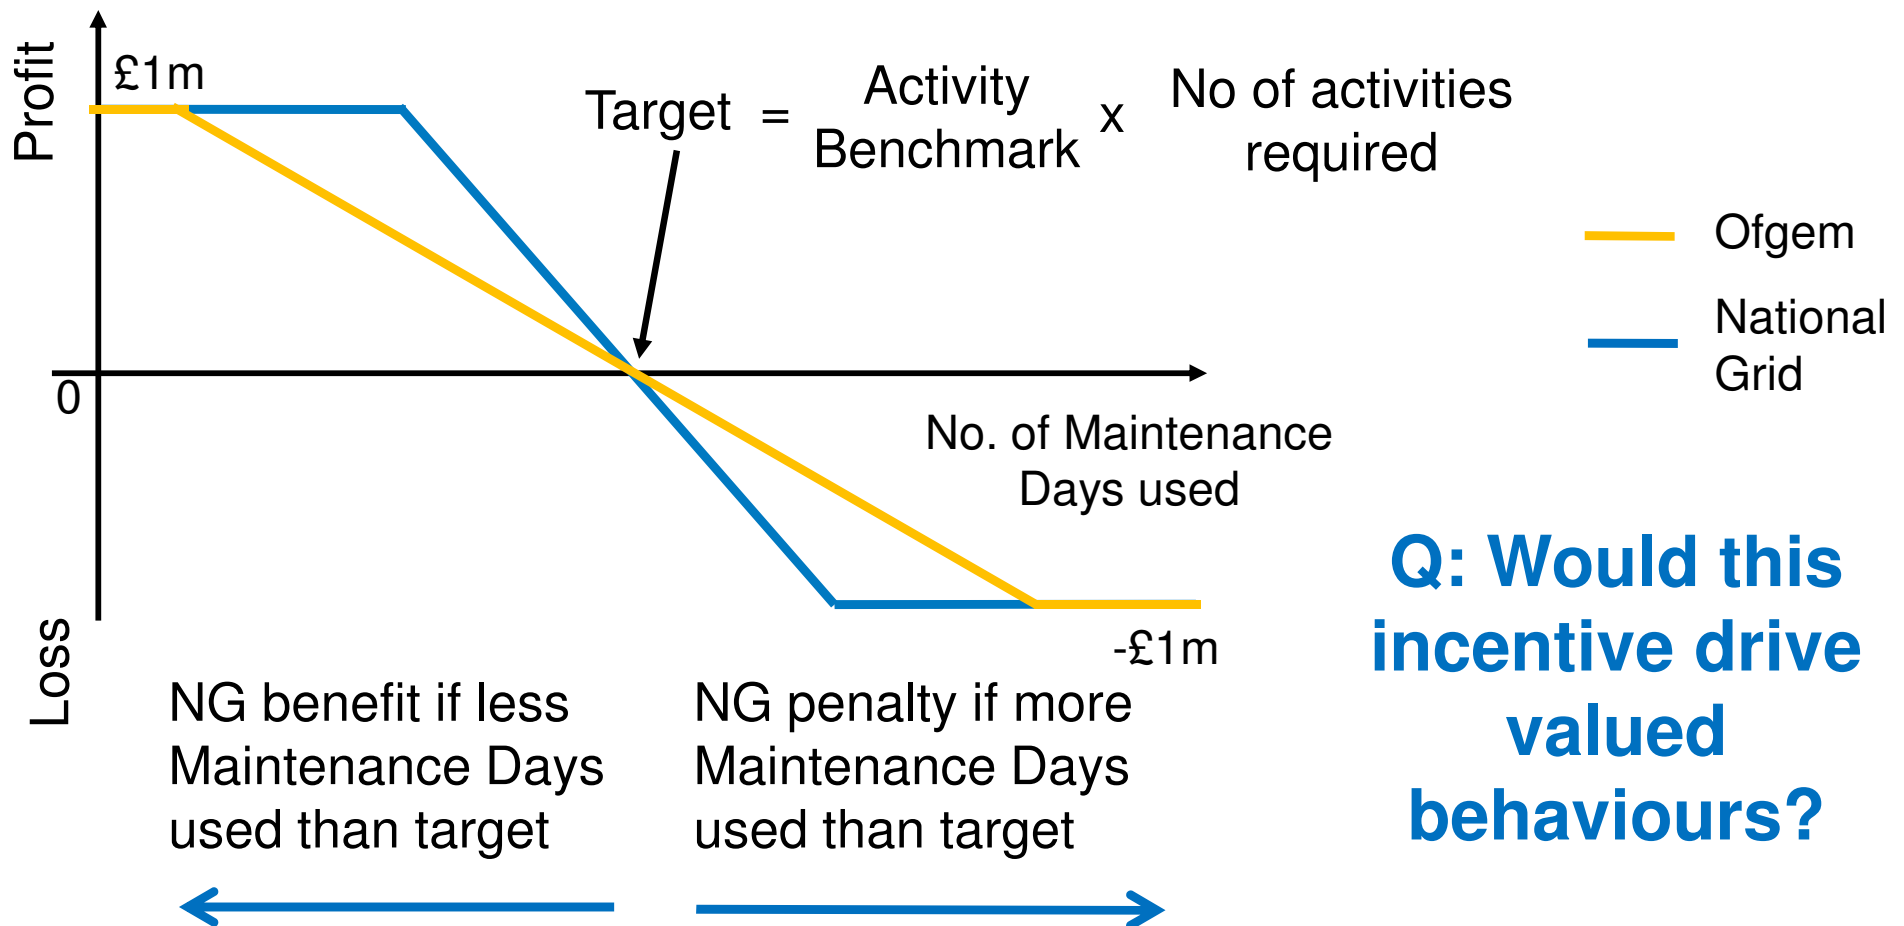 Profit
£1m
Target = Activity Benchmark x No of activities required
Ofgem
National
Grid
0
No. of Maintenance
Days used
Loss
-£1m
NG benefit if less
Maintenance Days
used than target
NG penalty if more
Maintenance Days
used than target
Q: Would this
incentive drive
valued
behaviours?